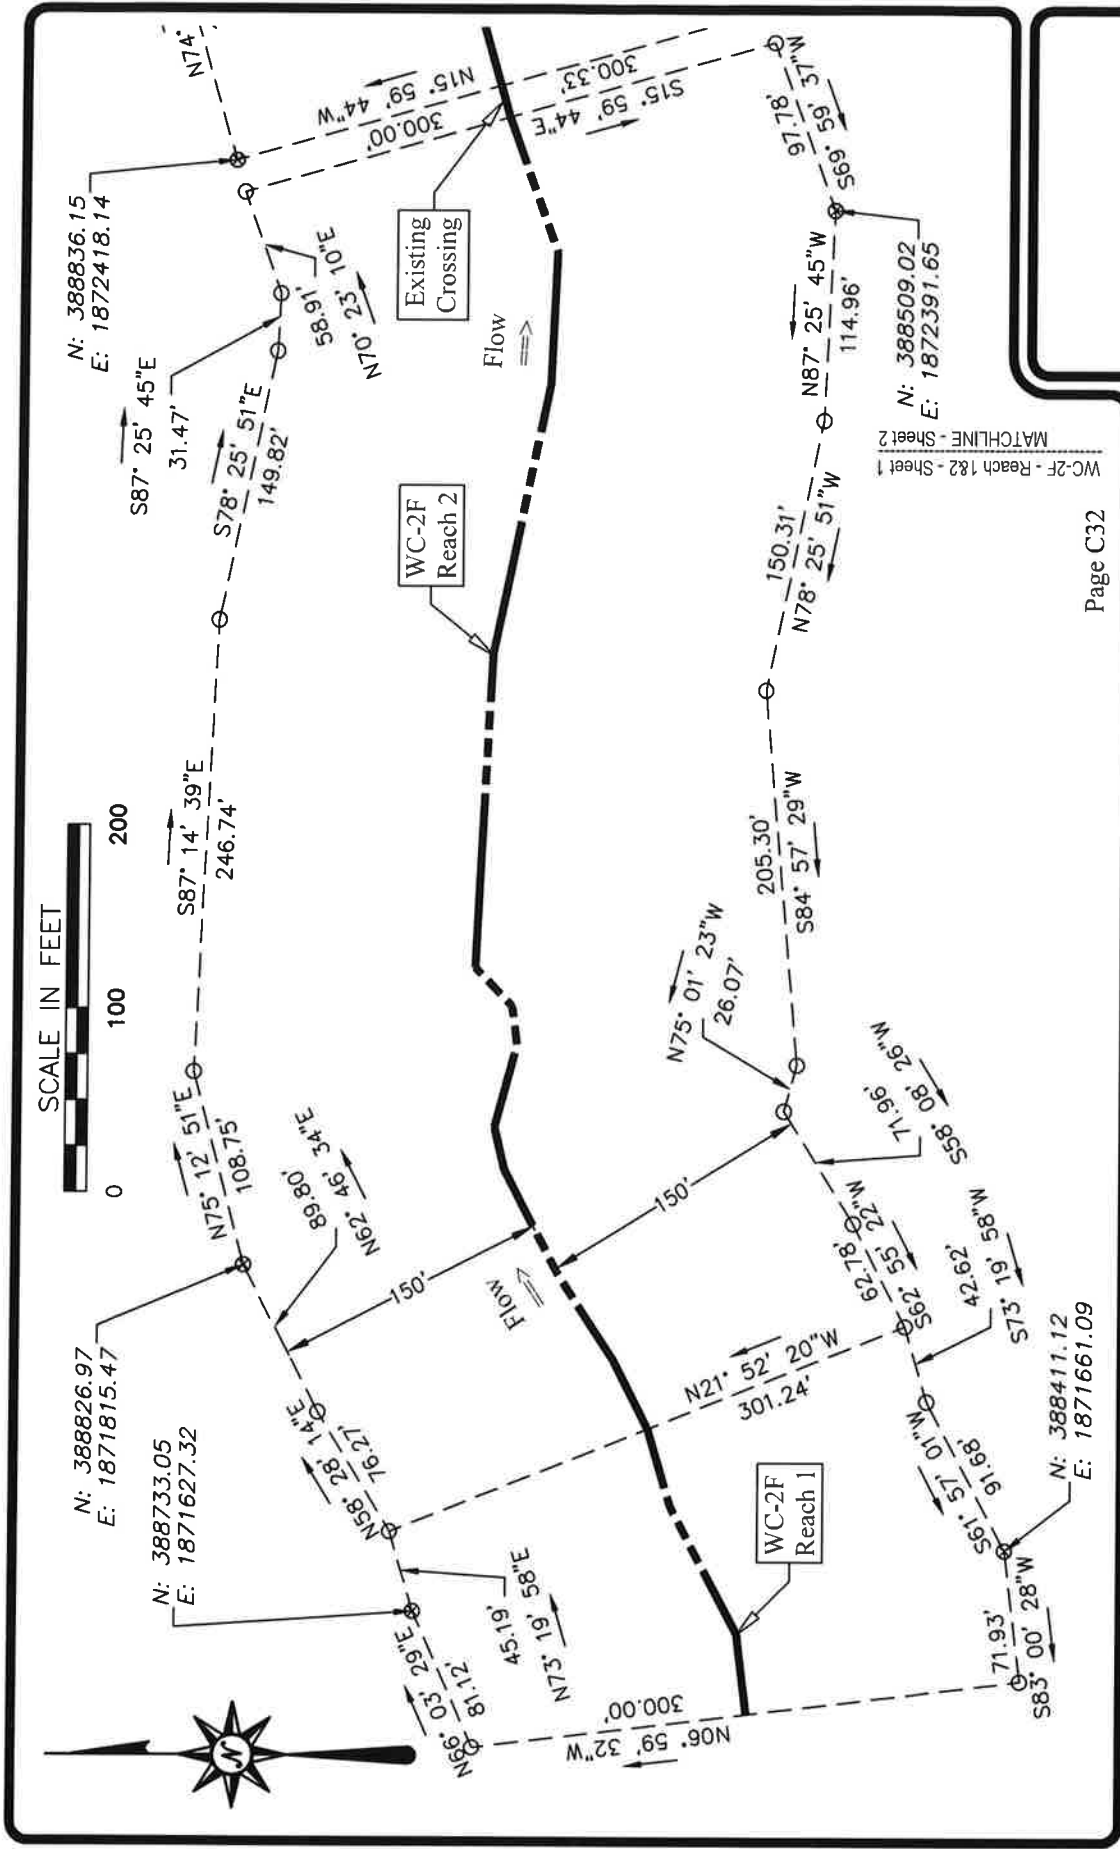 SCALE IN FEET
0
100
200
N
N: 388826.97
E: 1871815.47
N: 388733.05
E: 1871627.32
N: 388836.15
E: 1872418.14
N66° 03' 29"E
81.12'
45.19'
N73° 19' 58"E
N58° 28' 14"E
76.27'
89.80'
N62° 46' 34"E
N75° 12' 51"E
108.75'
S87° 14' 39"E
246.74'
S78° 25' 51"E
149.82'
S87° 25' 45"E
31.47'
58.91'
N70° 23' 10"E
N74°
N15° 59' 44"W
300.00'
300.33'
S15° 59' 44"E
Existing
Crossing
Flow
WC-2F
Reach 2
150'
150'
Flow
WC-2F
Reach 1
N06° 59' 32"W
300.00'
N21° 52' 20"W
301.24'
97.78'
S69° 59' 37"W
N87° 25' 45"W
114.96'
N: 388509.02
E: 1872391.65
150.31'
N78° 25' 51"W
205.30'
S84° 57' 29"W
N75° 01' 23"W
26.07'
71.96'
S58° 08' 26"W
62.78'
S62° 55' 22"W
42.62'
S73° 19' 58"W
S61° 57' 01"W
91.68'
71.93'
S83° 00' 28"W
N: 388411.12
E: 1871661.09
WC-2F - Reach 1&2 - Sheet 1
MATCHLINE - Sheet 2
Page C32